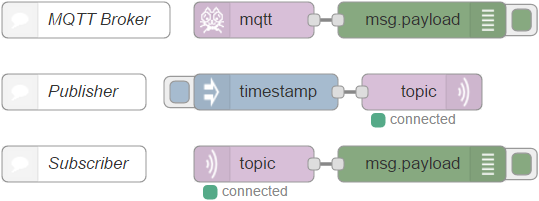 MQTT Broker mqtt msg.payload
Publisher timestamp topic
connected
Subscriber topic msg.payload
connected